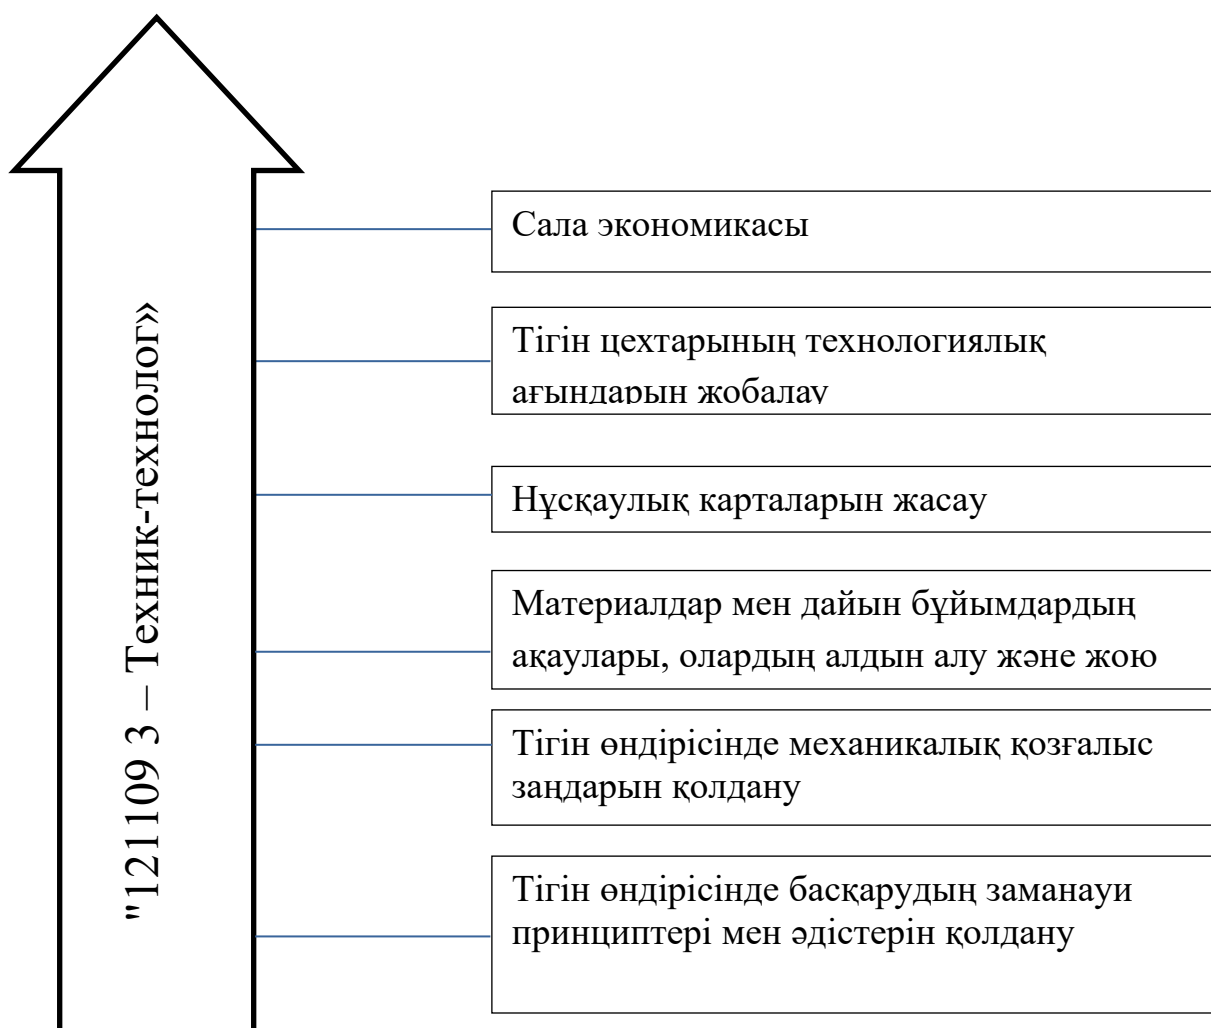 "121109 3 – Техник-технолог»
Сала экономикасы
Тігін цехтарының технологиялық
ағындарын жобалау
Нұсқаулық карталарын жасау
Материалдар мен дайын бұйымдардың
ақаулары, олардың алдын алу және жою
Тігін өндірісінде механикалық қозғалыс
заңдарын қолдану
Тігін өндірісінде басқарудың заманауи
принциптері мен әдістерін қолдану